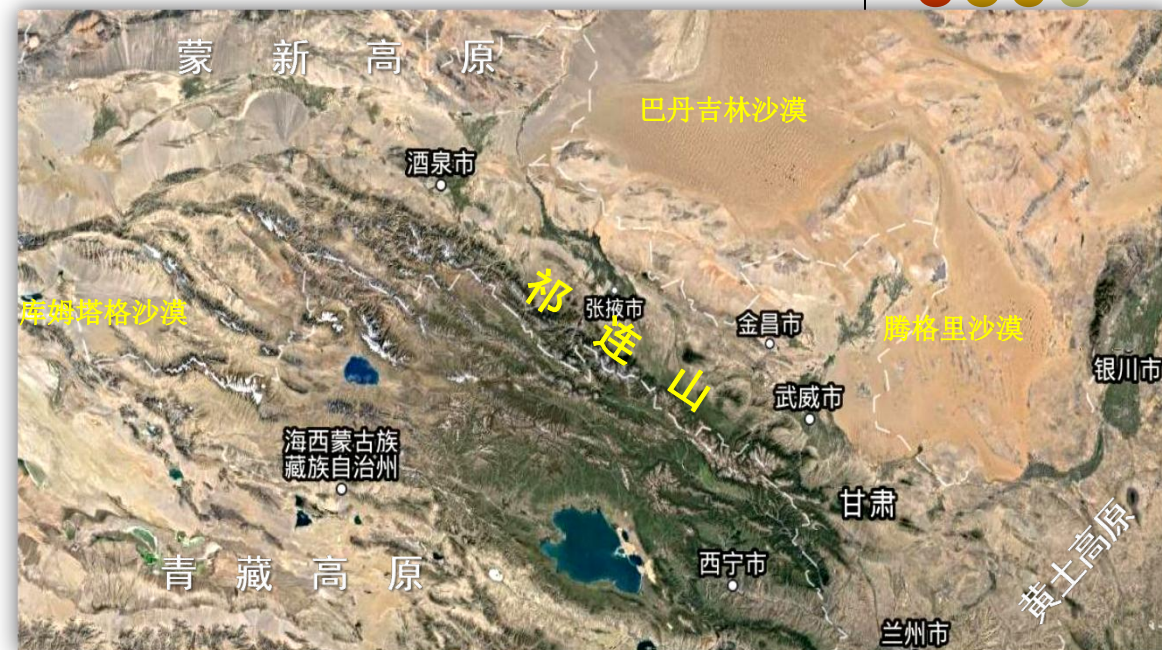 蒙新高原
巴丹吉林沙漠
酒泉市
祁连山
张掖市
库姆塔格沙漠
金昌市
腾格里沙漠
银川市
武威市
海西蒙古族
藏族自治州
甘肃
青藏高原
西宁市
黄土高原
兰州市